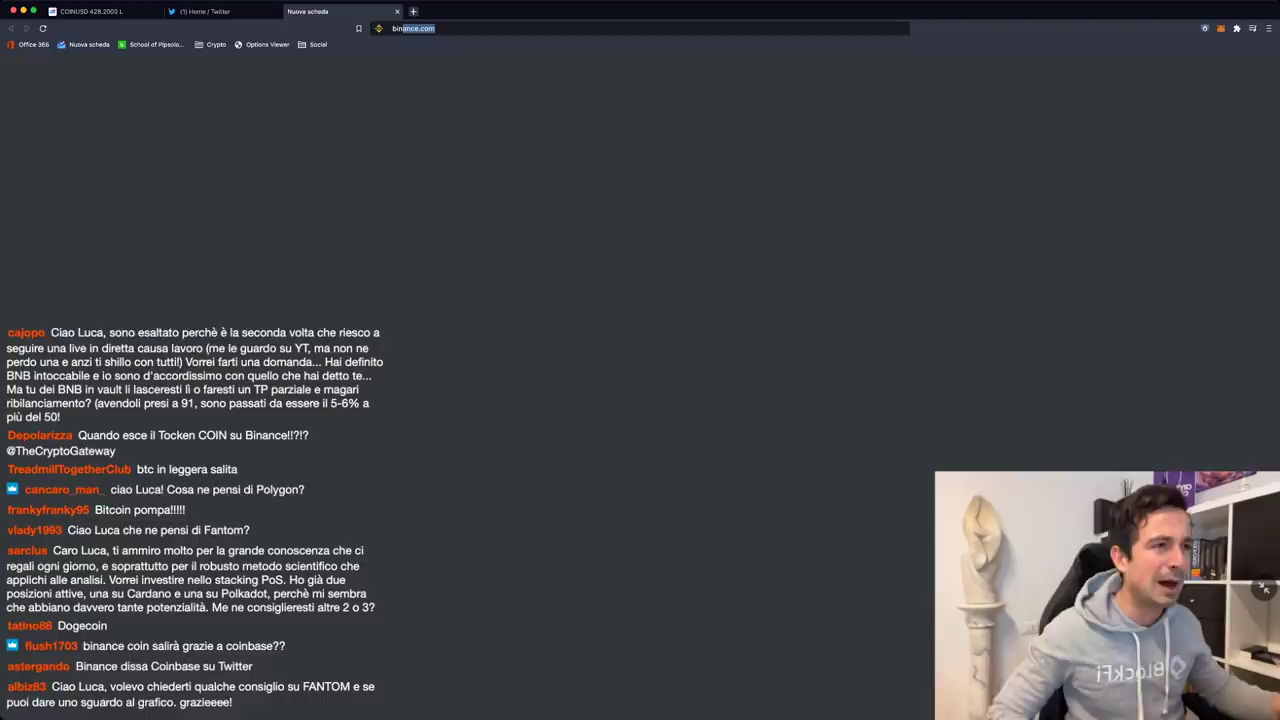 COINUSD 428.2000 L
(1) Home / Twitter
Nuova scheda
binance.com
Office 365
Nuova scheda
School of Pipsolo...
Crypto
Options Viewer
Social
cajopo Ciao Luca, sono esaltato perchè è la seconda volta che riesco a
seguire una live in diretta causa lavoro (me le guardo su YT, ma non ne
perdo una e anzi ti shillo con tutti!) Vorrei farti una domanda... Hai definito
BNB intoccabile e io sono d'accordissimo con quello che hai detto te...
Ma tu dei BNB in vault li lasceresti lì o faresti un TP parziale e magari
ribilanciamento? (avendoli presi a 91, sono passati da essere il 5-6% a
più del 50!
Depolarizza Quando esce il Tocken COIN su Binance!!?!?
@TheCryptoGateway
TreadmillTogetherClub btc in leggera salita
cancaro_man_ ciao Luca! Cosa ne pensi di Polygon?
frankyfranky95 Bitcoin pompa!!!!!
vlady1993 Ciao Luca che ne pensi di Fantom?
sarclus Caro Luca, ti ammiro molto per la grande conoscenza che ci
regali ogni giorno, e soprattutto per il robusto metodo scientifico che
applichi alle analisi. Vorrei investire nello stacking PoS. Ho già due
posizioni attive, una su Cardano e una su Polkadot, perchè mi sembra
che abbiano davvero tante potenzialità. Me ne consiglieresti altre 2 o 3?
tatino88 Dogecoin
flush1703 binance coin salirà grazie a coinbase??
astergando Binance dissa Coinbase su Twitter
albiz83 Ciao Luca, volevo chiederti qualche consiglio su FANTOM e se
puoi dare uno sguardo al grafico. grazieeee!
BlockFi